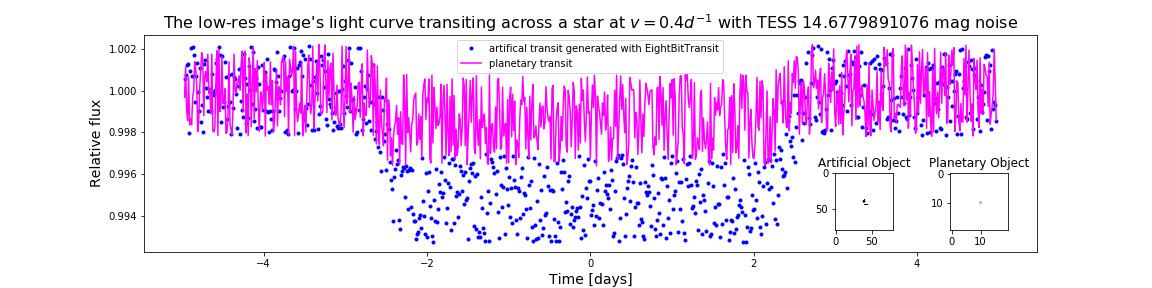 The low-res image's light curve transiting across a star at v = 0.4d⁻¹ with TESS 14.6779891076 mag noise
artifical transit generated with EightBitTransit
planetary transit
Relative flux
1.002
1.000
0.998
0.996
0.994
Artificial Object
0
50
0
50
Planetary Object
0
10
0
10
−4
−2
0
2
4
Time [days]